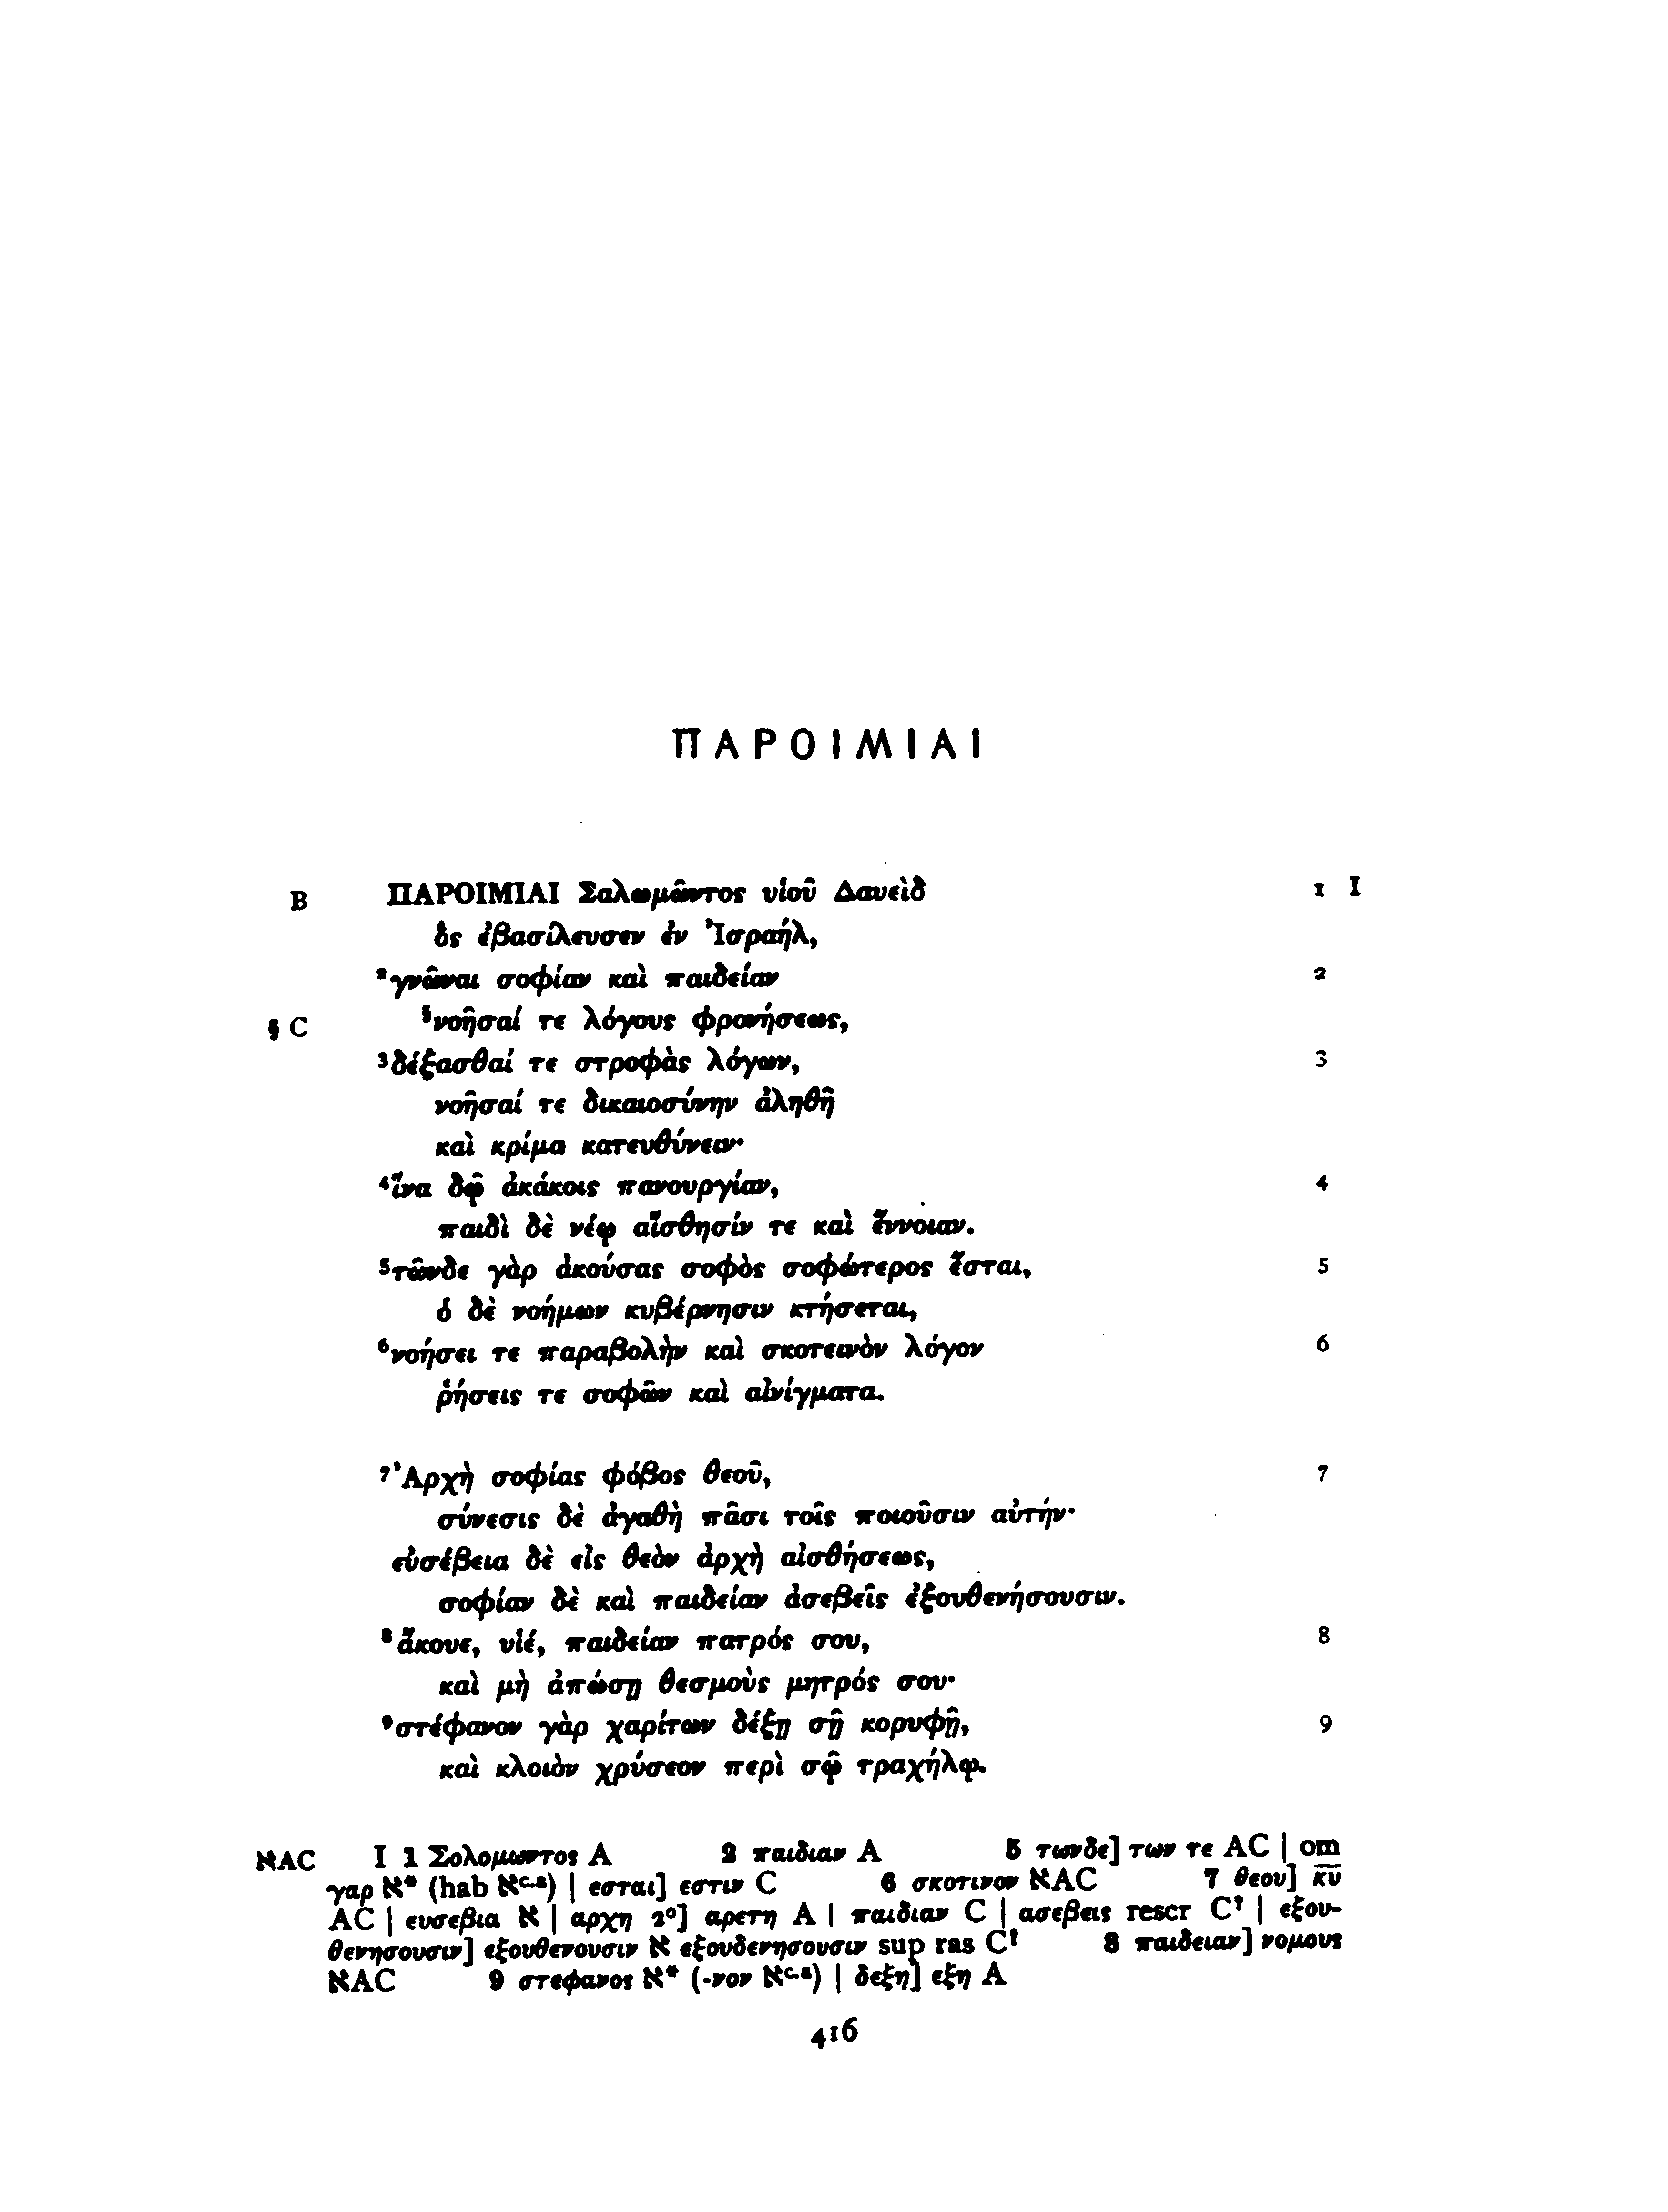 ΠΑΡΟΙΜΙΑΙ
B ΠΑΡΟΙΜΙΑΙ Σαλωμῶντος υἱοῦ Δαυεὶδ 1 I
ὃς ἐβασίλευσεν ἐν Ἰσραήλ,
²γνῶναι σοφίαν καὶ παιδείαν 2
§ C §νοῆσαί τε λόγους φρονήσεως,
³δέξασθαί τε στροφὰς λόγων, 3
νοῆσαί τε δικαιοσύνην ἀληθῆ
καὶ κρίμα κατευθύνειν·
⁴ἵνα δῷ ἀκάκοις πανουργίαν, 4
παιδὶ δὲ νέῳ αἴσθησίν τε καὶ ἔννοιαν.
⁵τῶνδε γὰρ ἀκούσας σοφὸς σοφώτερος ἔσται, 5
ὁ δὲ νοήμων κυβέρνησιν κτήσεται,
⁶νοήσει τε παραβολὴν καὶ σκοτεινὸν λόγον 6
ῥήσεις τε σοφῶν καὶ αἰνίγματα.
⁷Ἀρχὴ σοφίας φόβος θεοῦ, 7
σύνεσις δὲ ἀγαθὴ πᾶσι τοῖς ποιοῦσιν αὐτήν·
εὐσέβεια δὲ εἰς θεὸν ἀρχὴ αἰσθήσεως,
σοφίαν δὲ καὶ παιδείαν ἀσεβεῖς ἐξουθενήσουσιν.
⁸ἄκουε, υἱέ, παιδείαν πατρός σου, 8
καὶ μὴ ἀπώσῃ θεσμοὺς μητρός σου·
⁹στέφανον γὰρ χαρίτων δέξῃ σῇ κορυφῇ, 9
καὶ κλοιὸν χρύσεον περὶ σῷ τραχήλῳ.
אAC I 1 Σολομωντος A 2 παιδιαν A 5 τωνδε] των τε AC | om
γαρ א* (hab אc.a) | εσται] εστιν C 6 σκοτινον אAC 7 θεου] κ̅υ̅
AC | ευσεβια א | αρχη 2º] αρετη A | παιδιαν C | ασεβεις rescr C? | εξου-
θενησουσιν] εξουθενουσιν א εξουδενησουσιν sup ras C? 8 παιδειαν] νομους
אAC 9 στεφανος א* (-νον אc.a) | δεξη] εξη A
416